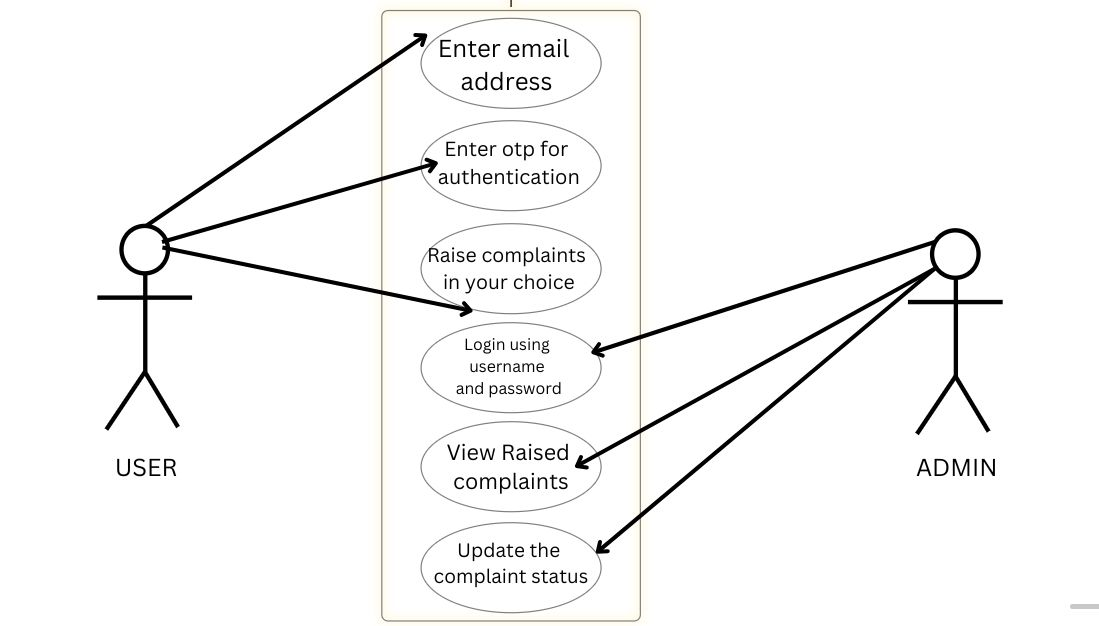 Enter email
address
Enter otp for
authentication
Raise complaints
in your choice
Login using
username
and password
View Raised
complaints
Update the
complaint status
USER
ADMIN